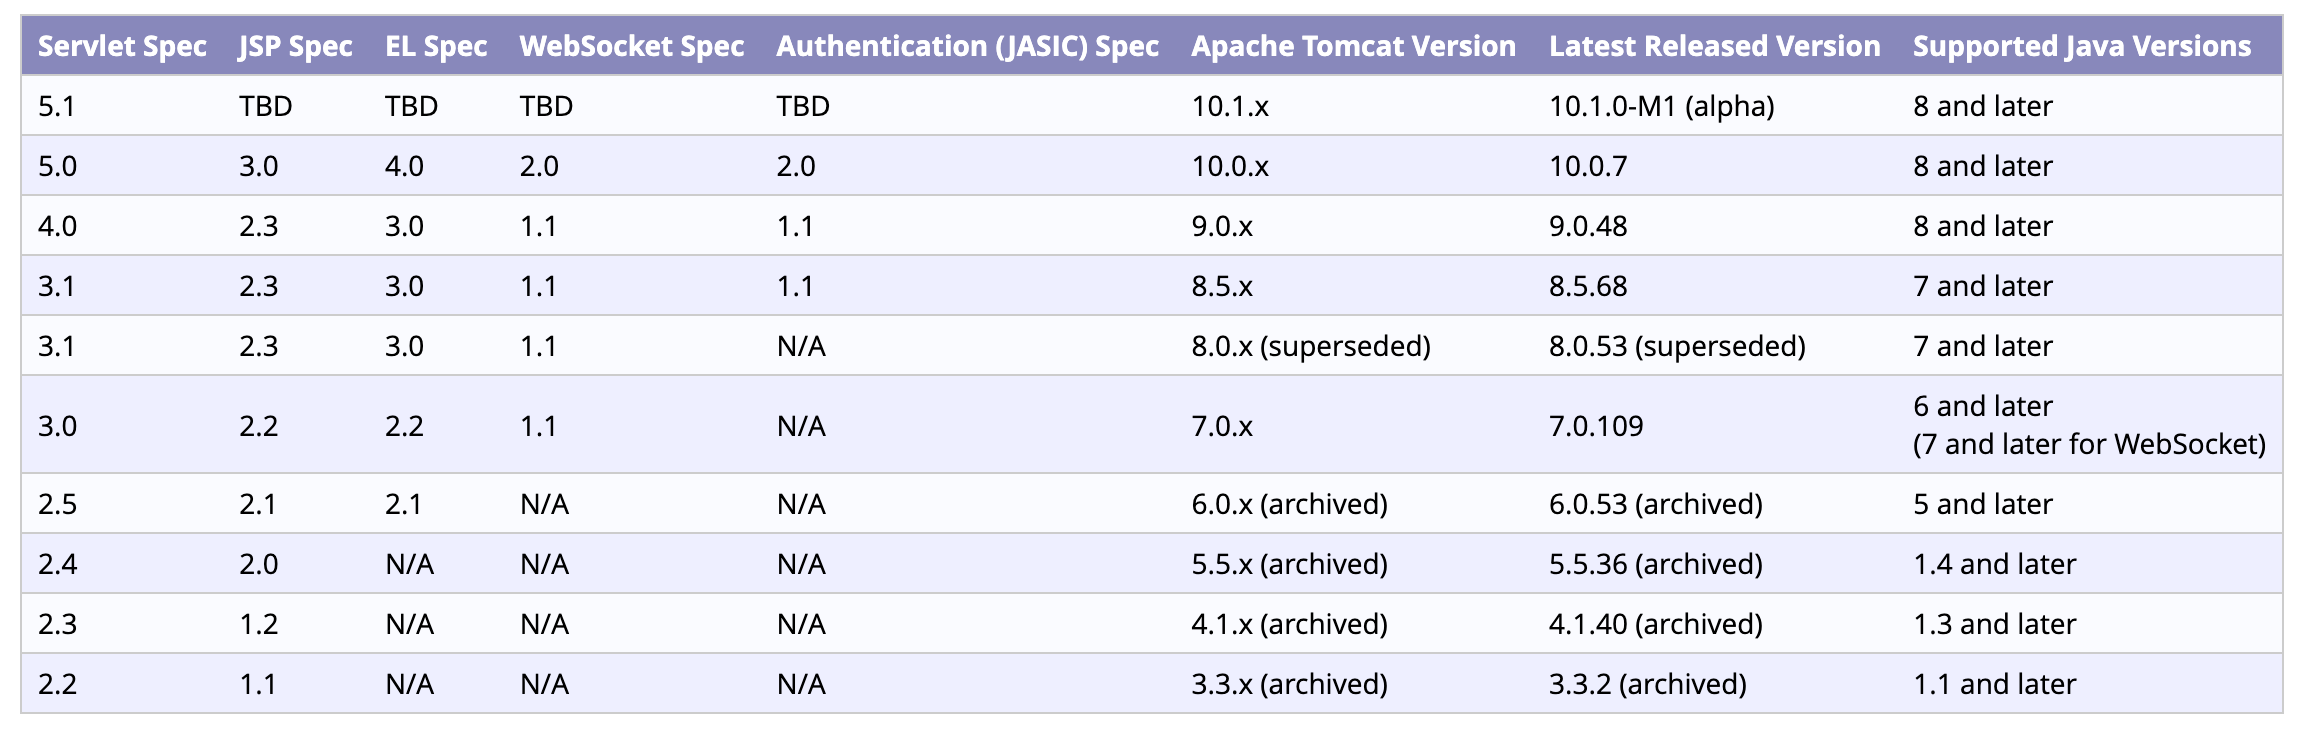 Servlet Spec JSP Spec EL Spec WebSocket Spec Authentication (JASIC) Spec Apache Tomcat Version Latest Released Version Supported Java Versions
5.1 TBD TBD TBD TBD 10.1.x 10.1.0-M1 (alpha) 8 and later
5.0 3.0 4.0 2.0 2.0 10.0.x 10.0.7 8 and later
4.0 2.3 3.0 1.1 1.1 9.0.x 9.0.48 8 and later
3.1 2.3 3.0 1.1 1.1 8.5.x 8.5.68 7 and later
3.1 2.3 3.0 1.1 N/A 8.0.x (superseded) 8.0.53 (superseded) 7 and later
3.0 2.2 2.2 1.1 N/A 7.0.x 7.0.109 6 and later
(7 and later for WebSocket)
2.5 2.1 2.1 N/A N/A 6.0.x (archived) 6.0.53 (archived) 5 and later
2.4 2.0 N/A N/A N/A 5.5.x (archived) 5.5.36 (archived) 1.4 and later
2.3 1.2 N/A N/A N/A 4.1.x (archived) 4.1.40 (archived) 1.3 and later
2.2 1.1 N/A N/A N/A 3.3.x (archived) 3.3.2 (archived) 1.1 and later